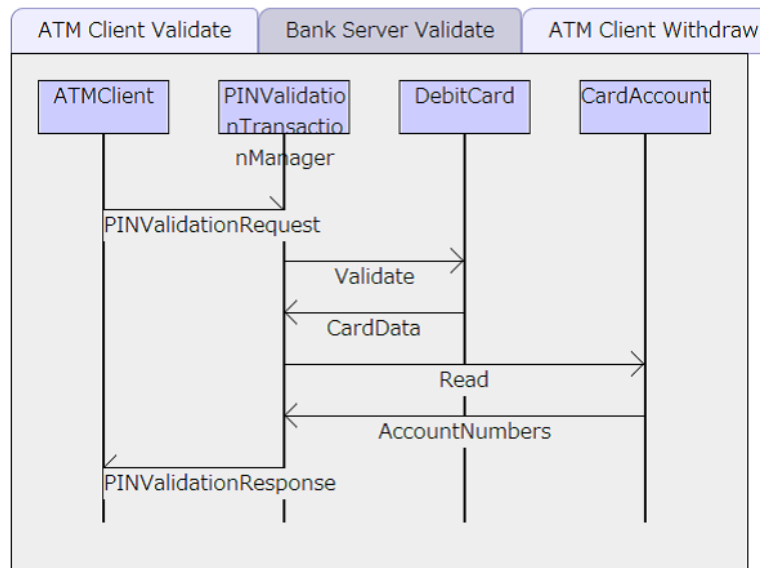 ATM Client Validate
Bank Server Validate
ATM Client Withdraw
ATMClient
PINValidatio
nTransactio
nManager
DebitCard
CardAccount
PINValidationRequest
Validate
CardData
Read
AccountNumbers
PINValidationResponse